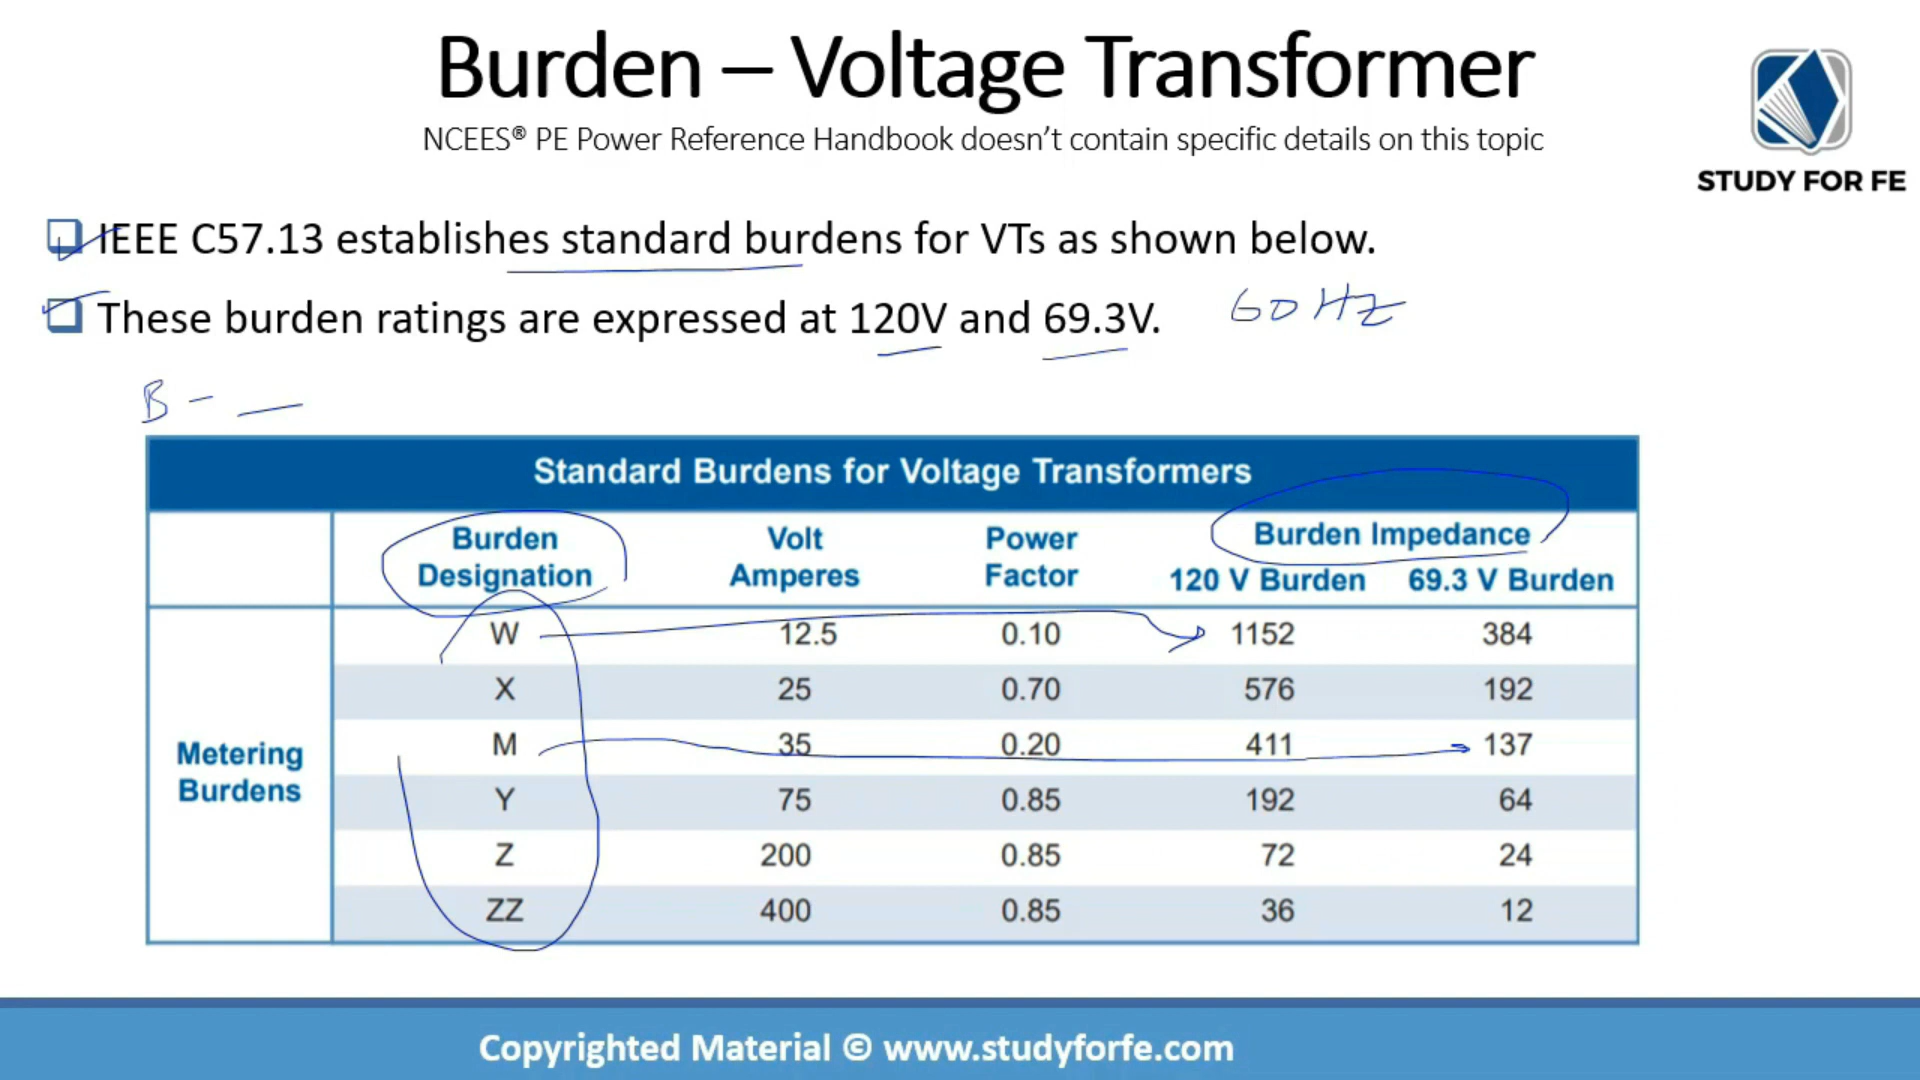 Burden – Voltage Transformer
NCEES® PE Power Reference Handbook doesn't contain specific details on this topic
STUDY FOR FE
IEEE C57.13 establishes standard burdens for VTs as shown below.
These burden ratings are expressed at 120V and 69.3V. 60 HZ
B - __
Standard Burdens for Voltage Transformers
Burden Designation Volt Amperes Power Factor Burden Impedance
120 V Burden 69.3 V Burden
Metering Burdens
W 12.5 0.10 1152 384
X 25 0.70 576 192
M 35 0.20 411 137
Y 75 0.85 192 64
Z 200 0.85 72 24
ZZ 400 0.85 36 12
Copyrighted Material © www.studyforfe.com